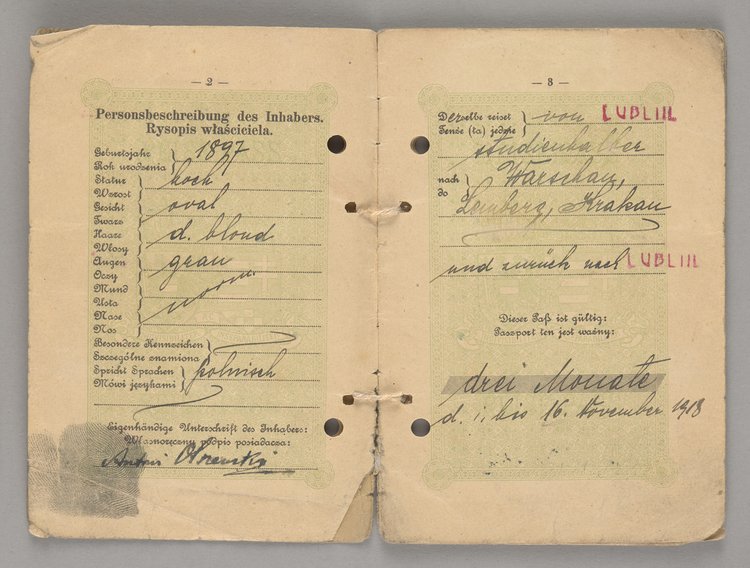 — 2 —
Personsbeschreibung des Inhabers.
Rysopis właściciela.
Geburtsjahr
Rok urodzenia
1897
Statur
Wzrost
hoch
Gesicht
Twarz
oval
Haare
Włosy
d. blond
Augen
Oczy
grau
Mund
Usta
Nase
Nos
norm.
Besondere Kennzeichen
Szczególne znamiona
Spricht Sprachen
Mówi językami
polnisch
Eigenhändige Unterschrift des Inhabers:
Własnoręczny podpis posiadacza:
Antoni
— 3 —
Derselbe reiset
Tenże (ta) jedzie
von LUBLIN
studienhalber
nach
do
Warschau,
Lemberg, Krakau
und zurück nach LUBLIN
Dieser Paß ist gültig:
Paszport ten jest ważny:
drei Monate
d. i. bis 16. November 1918